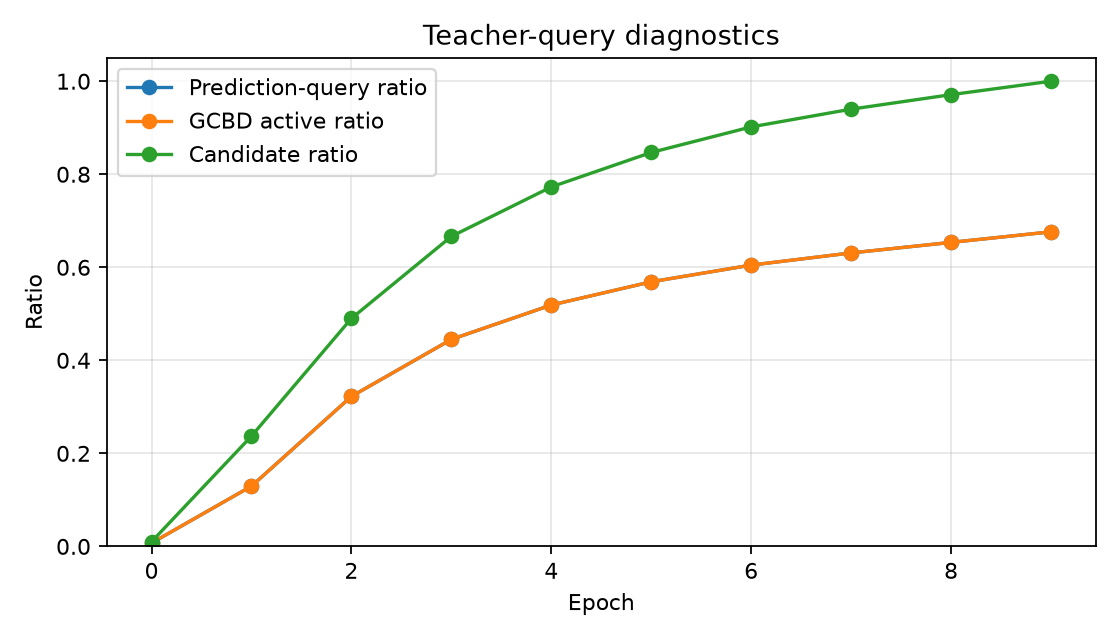 Teacher-query diagnostics
Prediction-query ratio
GCBD active ratio
Candidate ratio
Ratio
1.0
0.8
0.6
0.4
0.2
0.0
0 2 4 6 8
Epoch